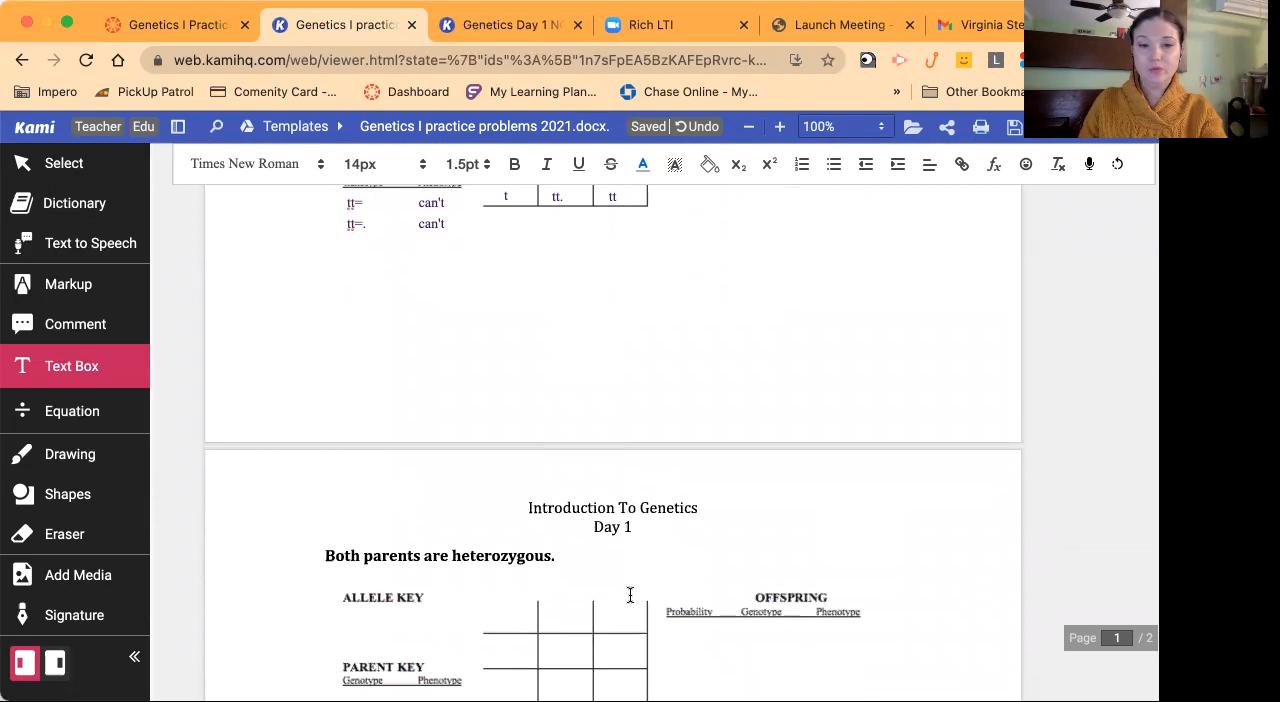 Genetics I Practic
Genetics I practic
Genetics Day 1 N
Rich LTI
Launch Meeting -
Virginia Ste
web.kamihq.com/web/viewer.html?state=%7B"ids"%3A%5B"1n7sFpEA5BzKAFEpRvrc-k...
Impero
PickUp Patrol
Comenity Card -...
Dashboard
My Learning Plan...
Chase Online - My...
»
Other Bookma
Kami
Teacher
Edu
Templates
Genetics I practice problems 2021.docx.
Saved
Undo
100%
Select
Dictionary
Text to Speech
Markup
Comment
Text Box
Equation
Drawing
Shapes
Eraser
Add Media
Signature
Times New Roman
14px
1.5pt
t tt. tt
tt= can't
tt=. can't
Introduction To Genetics
Day 1
Both parents are heterozygous.
ALLELE KEY
OFFSPRING
Probability Genotype Phenotype
PARENT KEY
Genotype Phenotype
Page 1 / 2